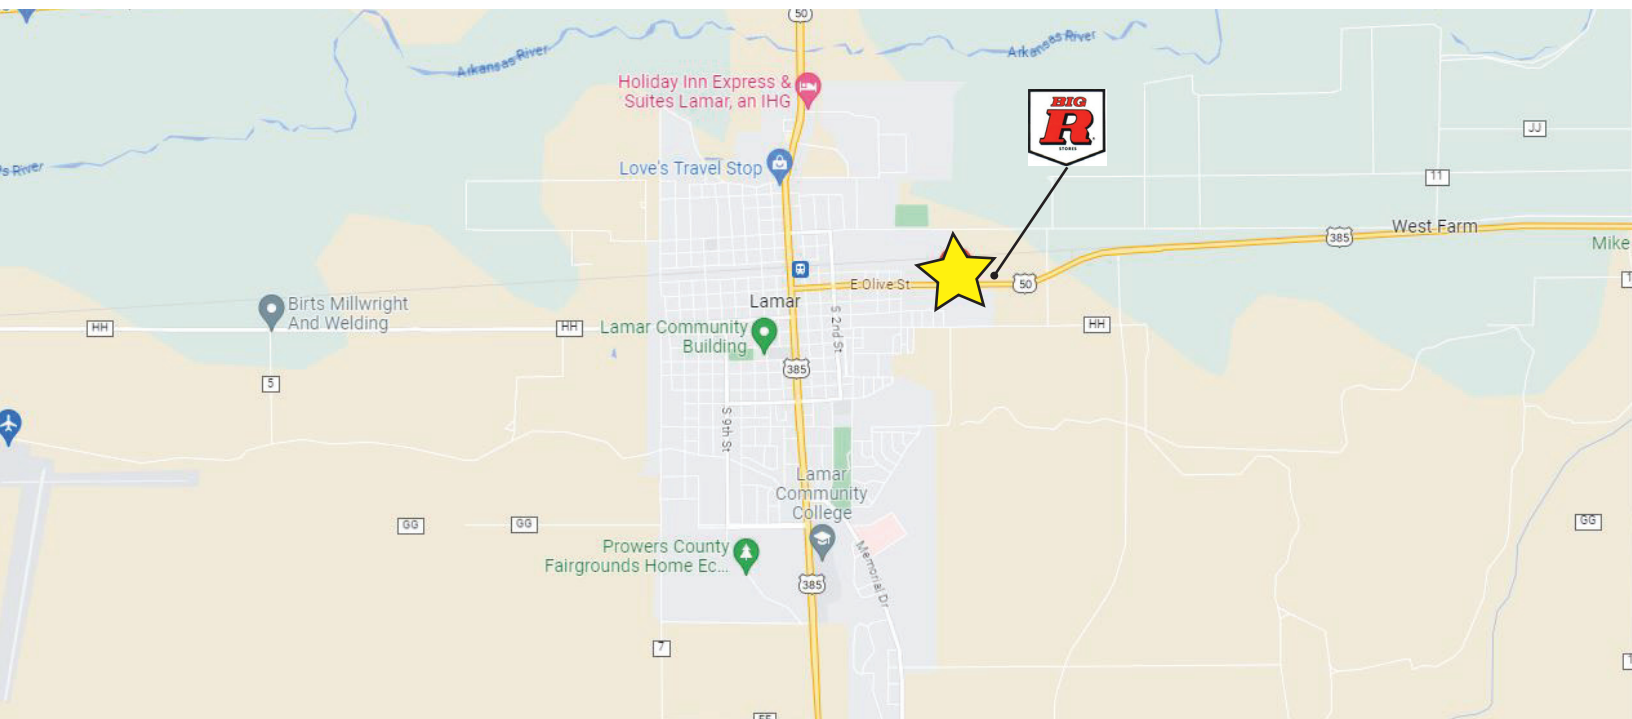 50
Arkansas River
Arkansas River
Holiday Inn Express &
Suites Lamar, an IHG
BIG
R
STORES
JJ
Love's Travel Stop
s River
11
West Farm
385
Mike
E Olive St
50
Lamar
Birts Millwright
And Welding
HH
HH
Lamar Community
Building
S 2nd St
HH
385
5
S 9th St
Lamar
Community
College
GG
GG
GG
Prowers County
Fairgrounds Home Ec...
Memorial Dr
385
7